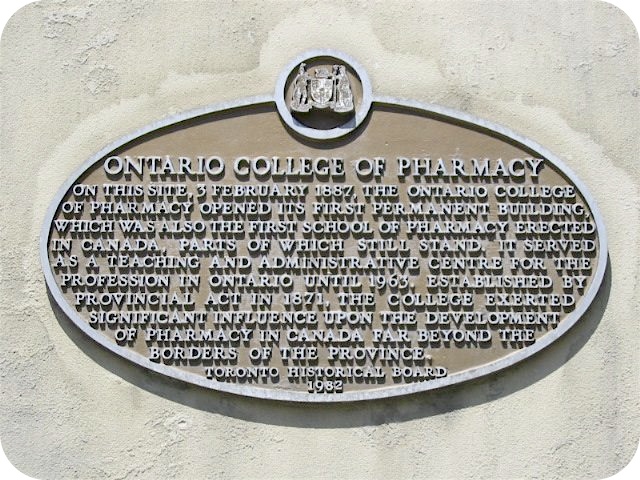 ONTARIO COLLEGE OF PHARMACY
ON THIS SITE, 3 FEBRUARY 1887, THE ONTARIO COLLEGE
OF PHARMACY OPENED ITS FIRST PERMANENT BUILDING,
WHICH WAS ALSO THE FIRST SCHOOL OF PHARMACY ERECTED
IN CANADA, PARTS OF WHICH STILL STAND. IT SERVED
AS A TEACHING AND ADMINISTRATIVE CENTRE FOR THE
PROFESSION IN ONTARIO UNTIL 1963. ESTABLISHED BY
PROVINCIAL ACT IN 1871, THE COLLEGE EXERTED
SIGNIFICANT INFLUENCE UPON THE DEVELOPMENT
OF PHARMACY IN CANADA FAR BEYOND THE
BORDERS OF THE PROVINCE.
TORONTO HISTORICAL BOARD
1982